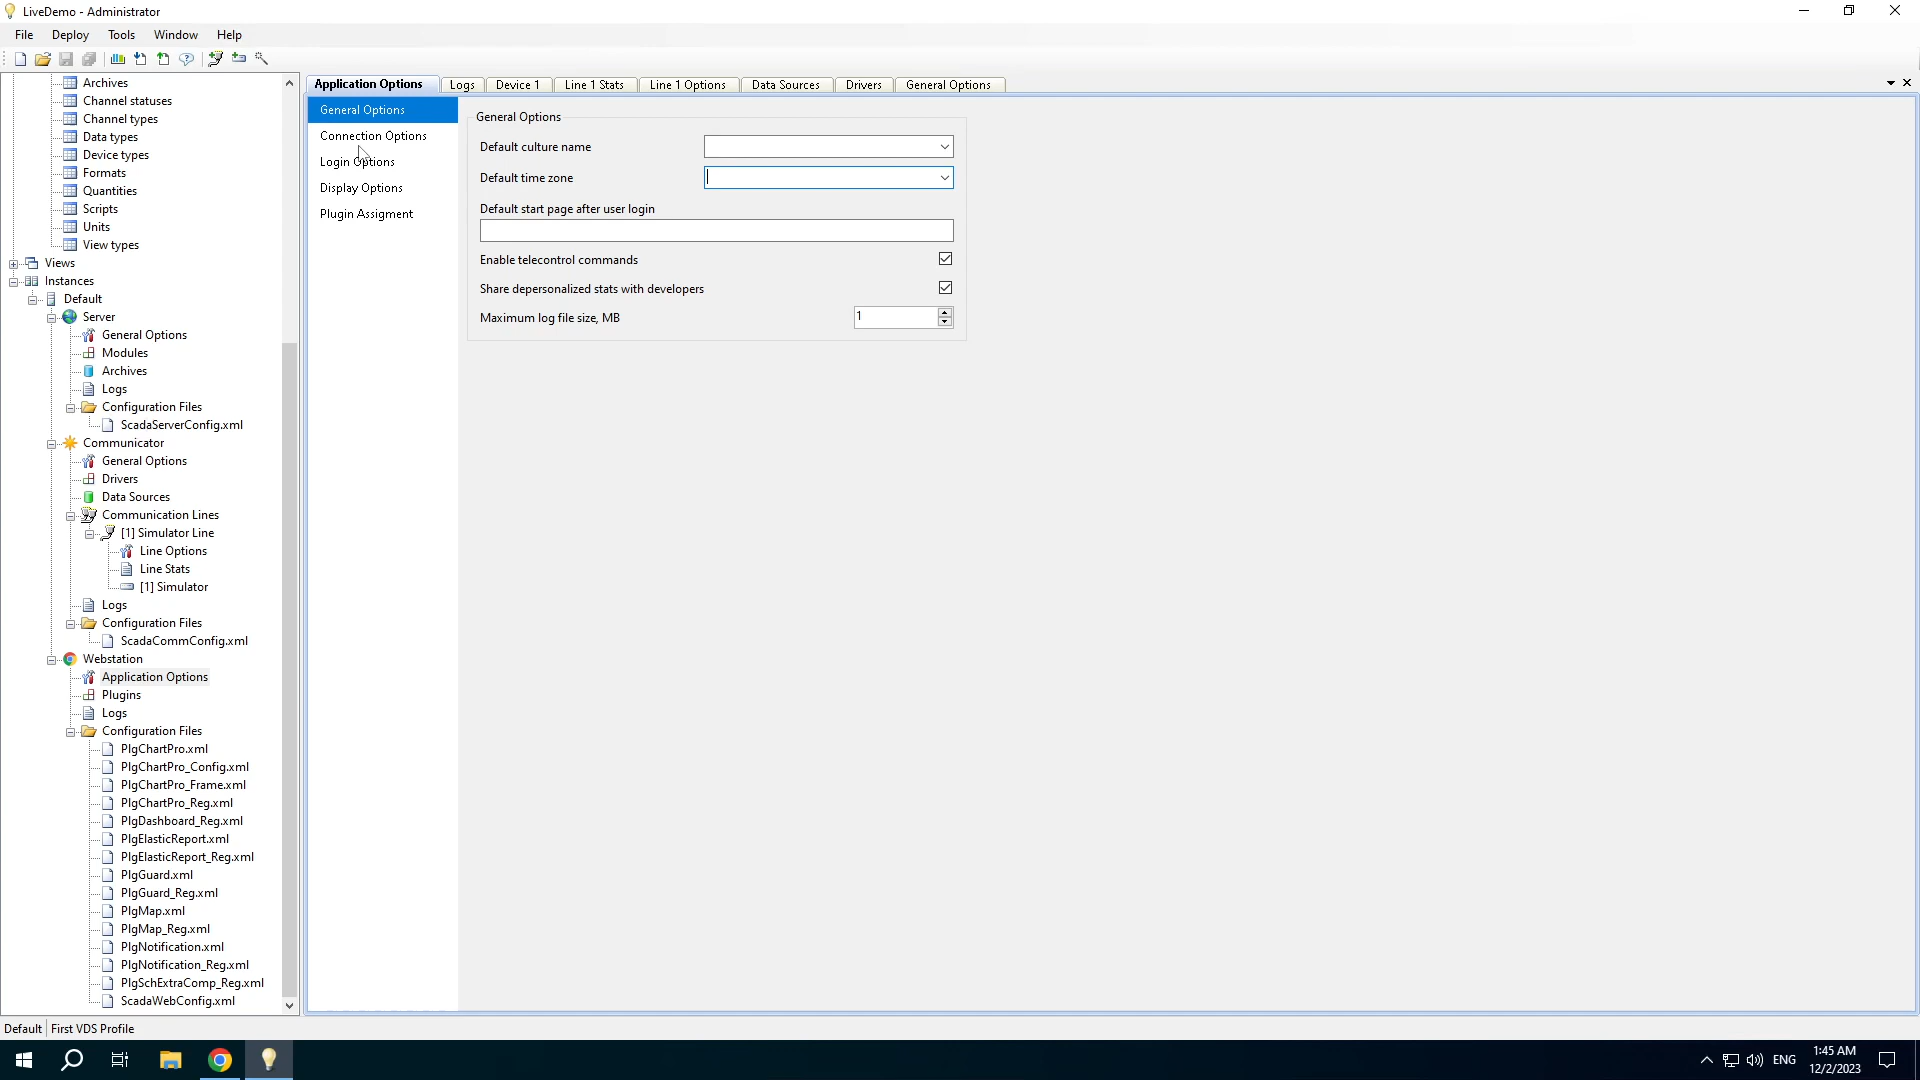 LiveDemo - Administrator
File Deploy Tools Window Help
Archives
Channel statuses
Channel types
Data types
Device types
Formats
Quantities
Scripts
Units
View types
Views
Instances
Default
Server
General Options
Modules
Archives
Logs
Configuration Files
ScadaServerConfig.xml
Communicator
General Options
Drivers
Data Sources
Communication Lines
[1] Simulator Line
Line Options
Line Stats
[1] Simulator
Logs
Configuration Files
ScadaCommConfig.xml
Webstation
Application Options
Plugins
Logs
Configuration Files
PlgChartPro.xml
PlgChartPro_Config.xml
PlgChartPro_Frame.xml
PlgChartPro_Reg.xml
PlgDashboard_Reg.xml
PlgElasticReport.xml
PlgElasticReport_Reg.xml
PlgGuard.xml
PlgGuard_Reg.xml
PlgMap.xml
PlgMap_Reg.xml
PlgNotification.xml
PlgNotification_Reg.xml
PlgSchExtraComp_Reg.xml
ScadaWebConfig.xml
Application Options Logs Device 1 Line 1 Stats Line 1 Options Data Sources Drivers General Options
General Options
Connection Options
Login Options
Display Options
Plugin Assigment
General Options
Default culture name
Default time zone
Default start page after user login
Enable telecontrol commands
Share depersonalized stats with developers
Maximum log file size, MB 1
Default First VDS Profile
ENG
1:45 AM
12/2/2023